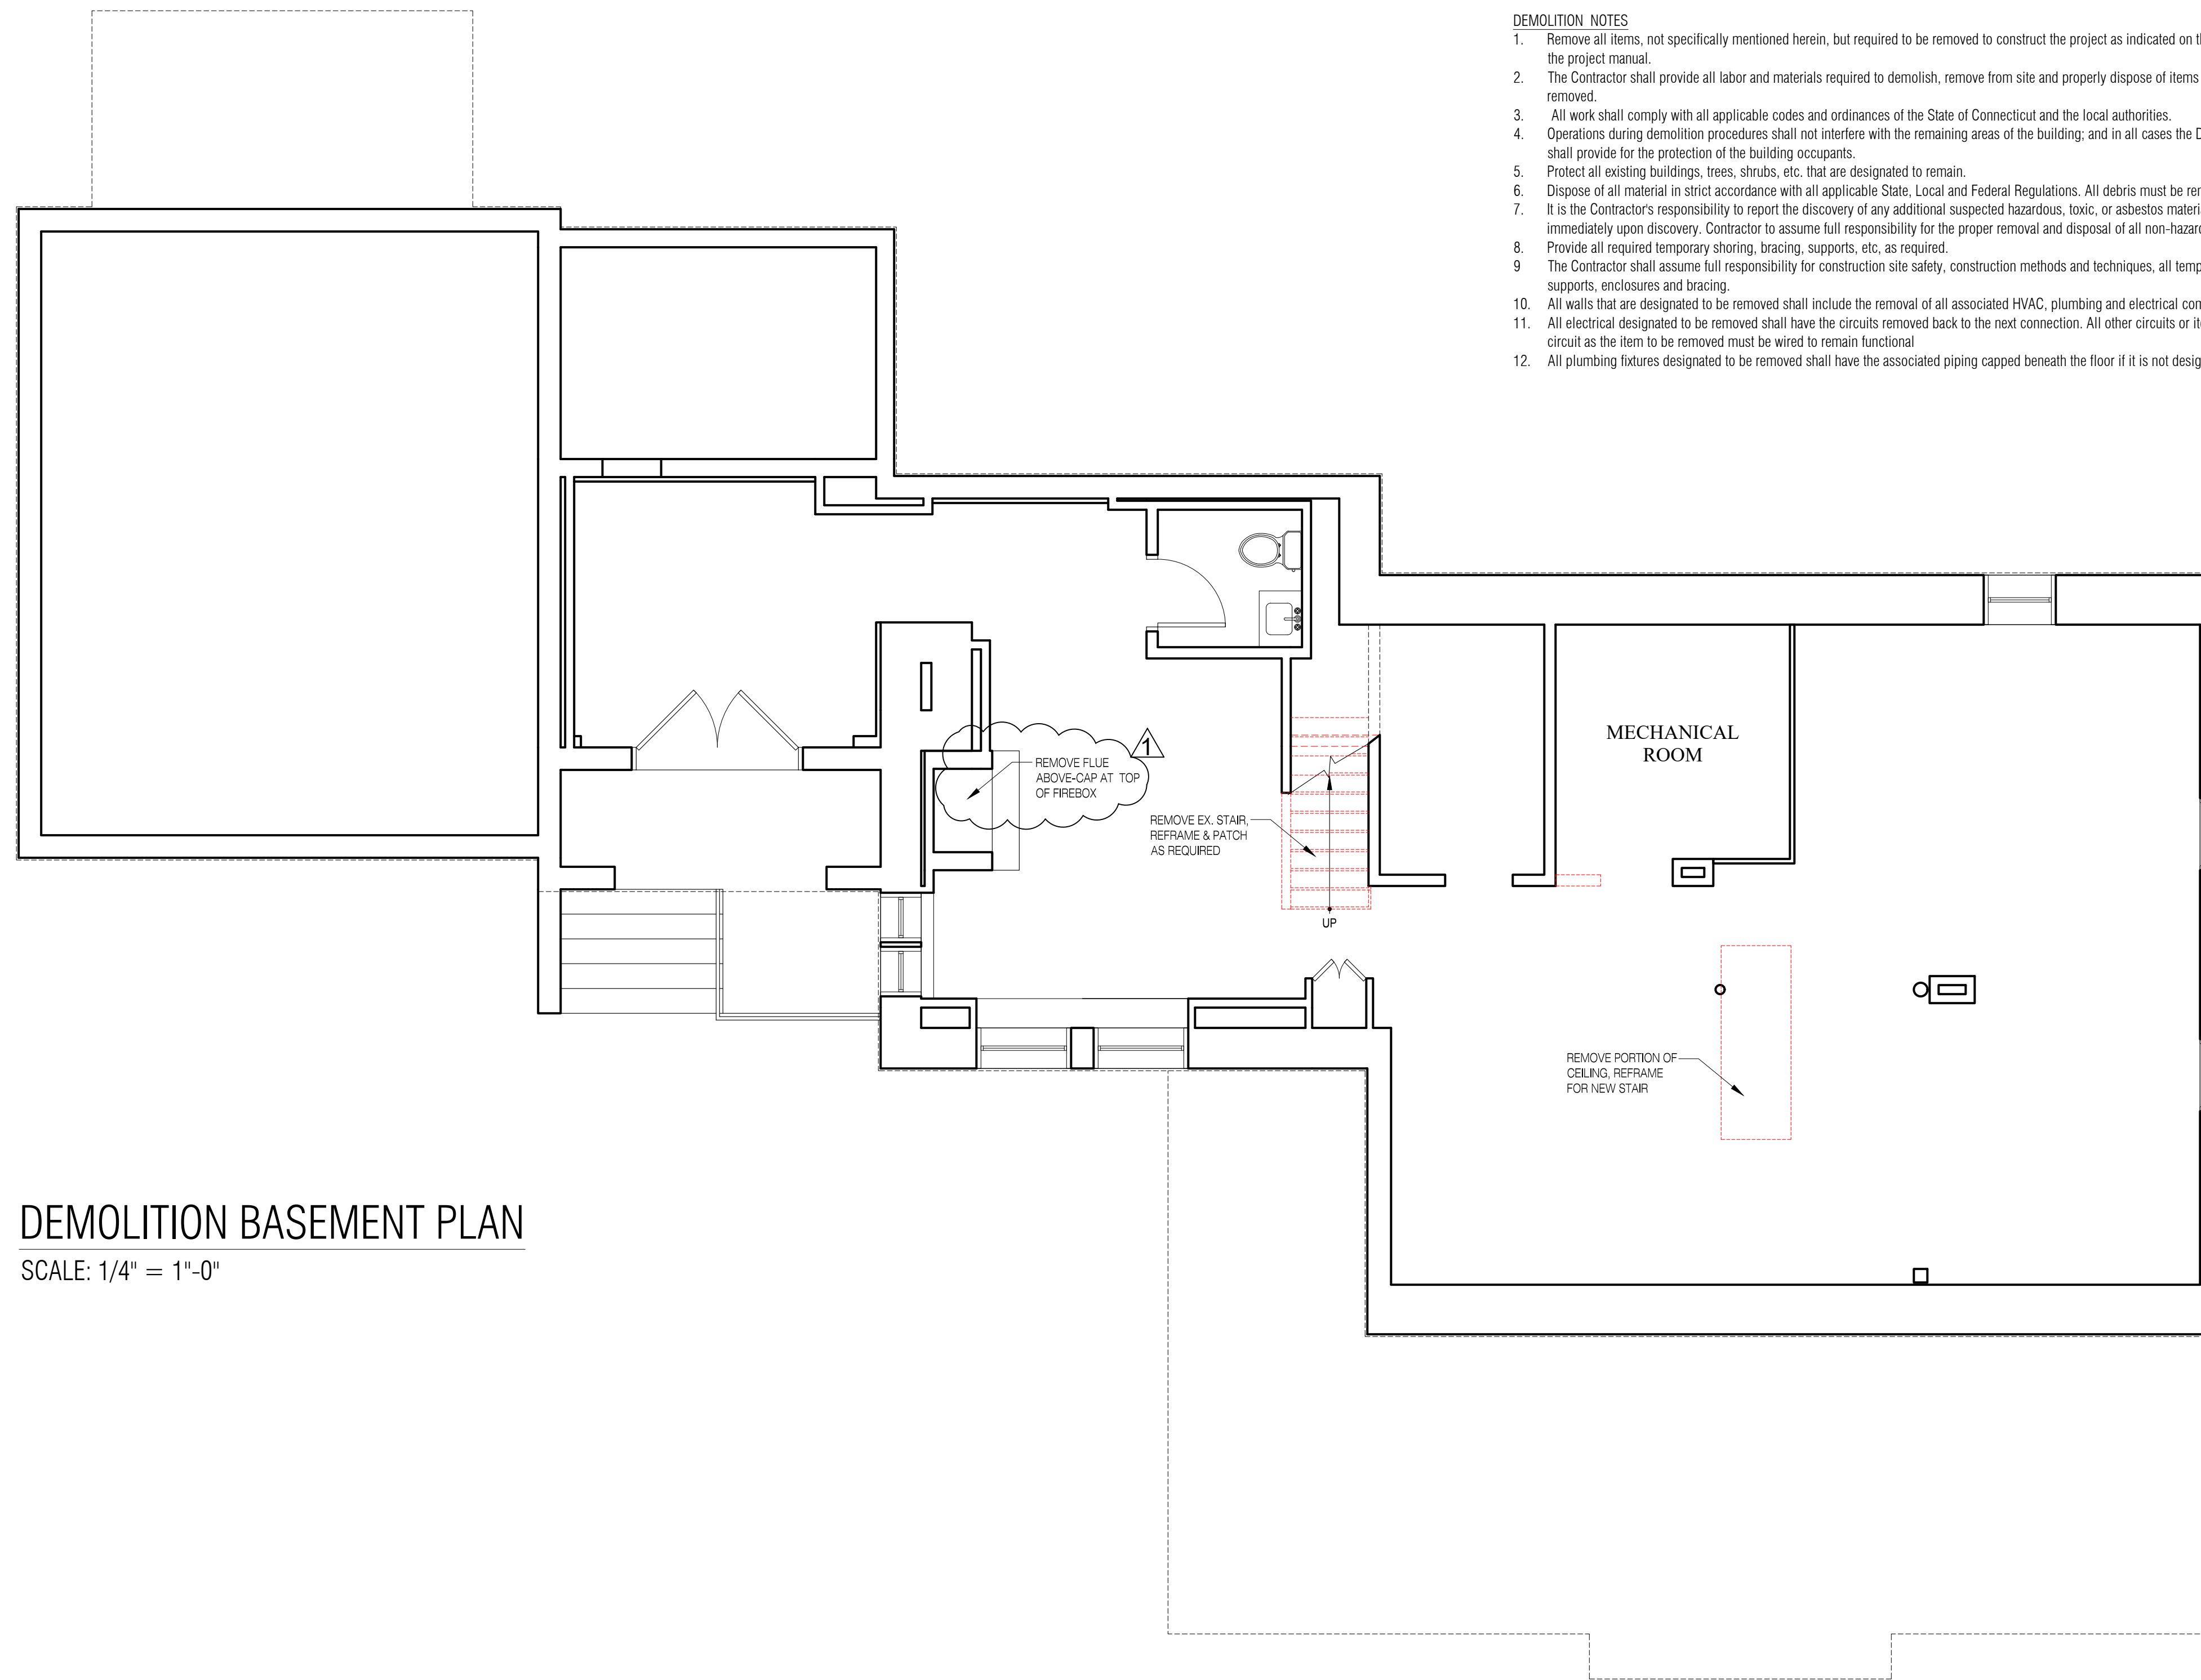 DEMOLITION NOTES
1. Remove all items, not specifically mentioned herein, but required to be removed to construct the project as indicated on
the project manual.
2. The Contractor shall provide all labor and materials required to demolish, remove from site and properly dispose of items
removed.
3. All work shall comply with all applicable codes and ordinances of the State of Connecticut and the local authorities.
4. Operations during demolition procedures shall not interfere with the remaining areas of the building; and in all cases the
shall provide for the protection of the building occupants.
5. Protect all existing buildings, trees, shrubs, etc. that are designated to remain.
6. Dispose of all material in strict accordance with all applicable State, Local and Federal Regulations. All debris must be
7. It is the Contractor's responsibility to report the discovery of any additional suspected hazardous, toxic, or asbestos
immediately upon discovery. Contractor to assume full responsibility for the proper removal and disposal of all
8. Provide all required temporary shoring, bracing, supports, etc, as required.
9 The Contractor shall assume full responsibility for construction site safety, construction methods and techniques, all
supports, enclosures and bracing.
10. All walls that are designated to be removed shall include the removal of all associated HVAC, plumbing and electrical
11. All electrical designated to be removed shall have the circuits removed back to the next connection. All other circuits or
circuit as the item to be removed must be wired to remain functional
12. All plumbing fixtures designated to be removed shall have the associated piping capped beneath the floor if it is not
MECHANICAL
ROOM
1
REMOVE FLUE
ABOVE-CAP AT TOP
OF FIREBOX
REMOVE EX. STAIR,
REFRAME & PATCH
AS REQUIRED
UP
REMOVE PORTION OF
CEILING, REFRAME
FOR NEW STAIR
DEMOLITION BASEMENT PLAN
SCALE: 1/4" = 1"-0"